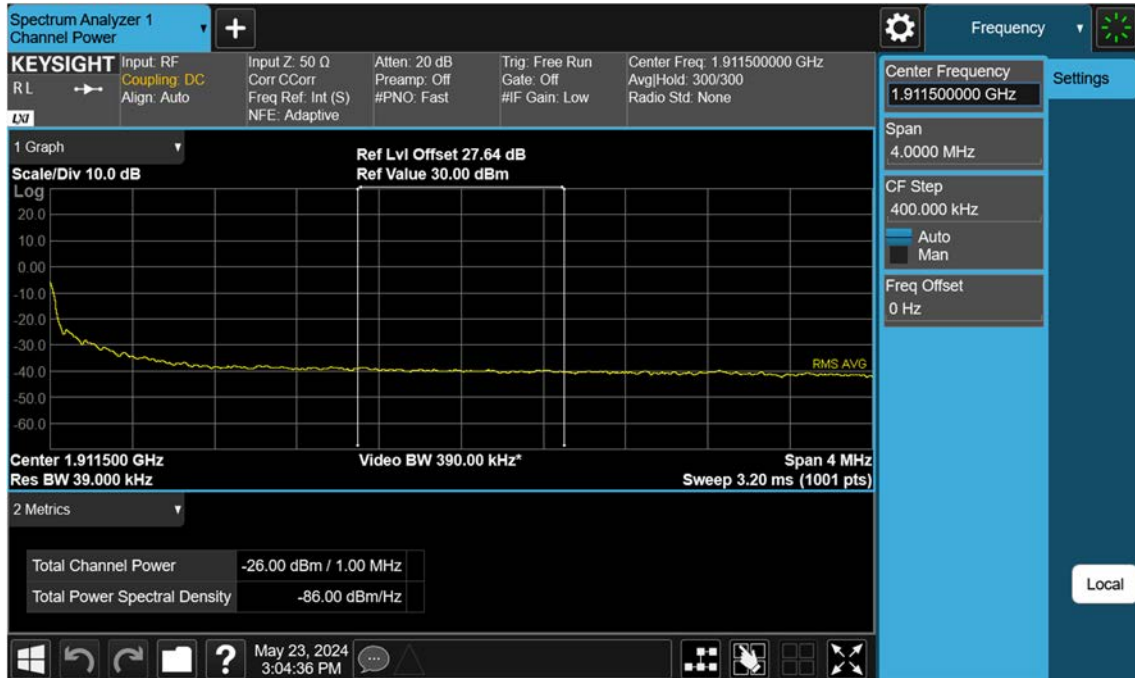 Spectrum Analyzer 1
Channel Power
+
Frequency
KEYSIGHT
R L
LXI
Input: RF
Coupling: DC
Align: Auto
Input Z: 50 Ω
Corr CCorr
Freq Ref: Int (S)
NFE: Adaptive
Atten: 20 dB
Preamp: Off
#PNO: Fast
Trig: Free Run
Gate: Off
#IF Gain: Low
Center Freq: 1.911500000 GHz
Avg|Hold: 300/300
Radio Std: None
Center Frequency
1.911500000 GHz
Settings
Span
4.0000 MHz
CF Step
400.000 kHz
Auto
Man
Freq Offset
0 Hz
Local
1 Graph
Scale/Div 10.0 dB
Ref Lvl Offset 27.64 dB
Ref Value 30.00 dBm
Log
20.0
10.0
0.00
-10.0
-20.0
-30.0
-40.0
-50.0
-60.0
RMS AVG
Center 1.911500 GHz
Res BW 39.000 kHz
Video BW 390.00 kHz*
Span 4 MHz
Sweep 3.20 ms (1001 pts)
2 Metrics
Total Channel Power -26.00 dBm / 1.00 MHz
Total Power Spectral Density -86.00 dBm/Hz
?
May 23, 2024
3:04:36 PM